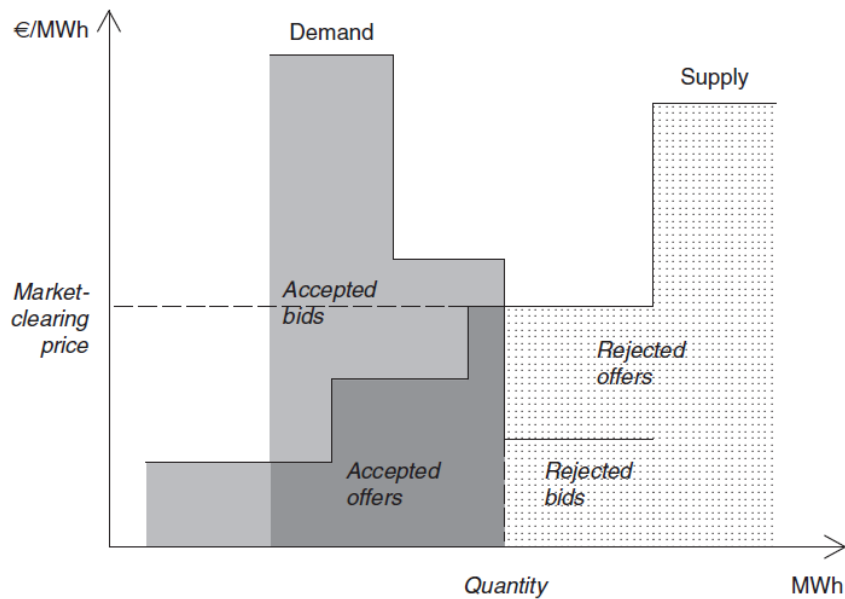 €/MWh
Demand
Supply
Accepted
bids
Market-
clearing
price
Rejected
offers
Accepted
offers
Rejected
bids
Quantity
MWh